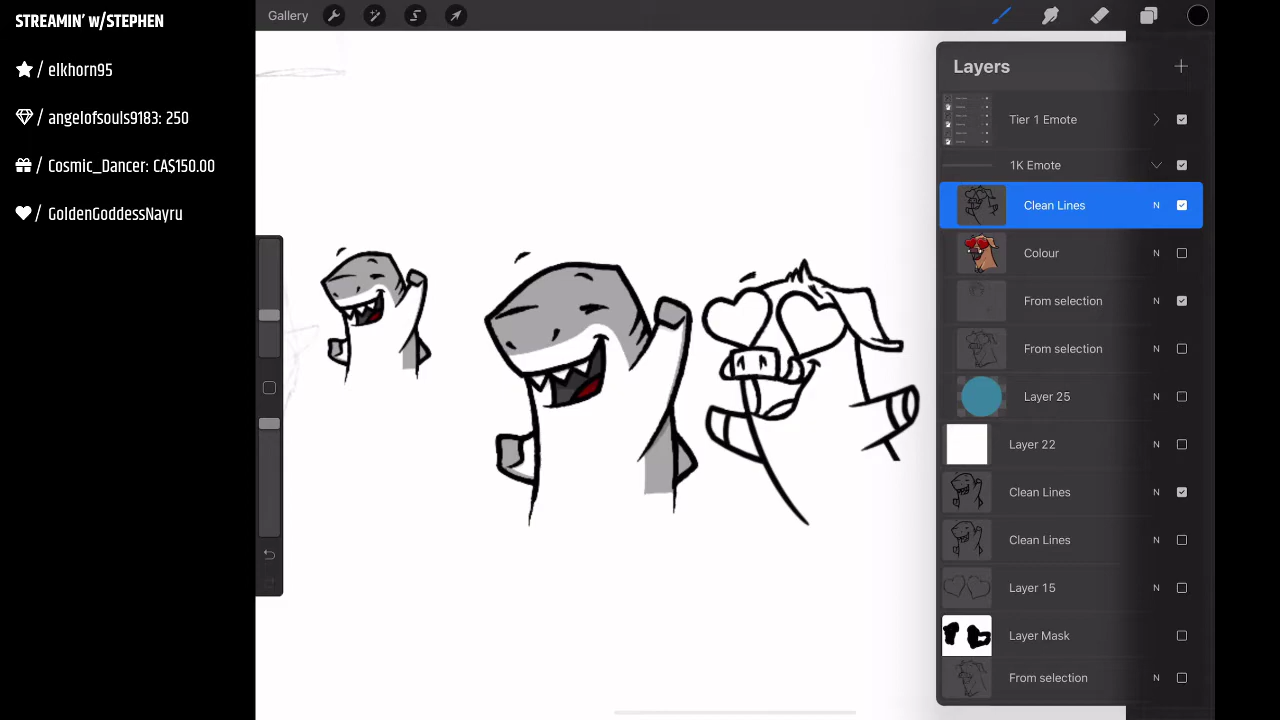 STREAMIN' w/STEPHEN
/ elkhorn95
/ angelofsouls9183: 250
/ Cosmic_Dancer: CA$150.00
/ GoldenGoddessNayru
Gallery
Layers
Tier 1 Emote
1K Emote
Clean Lines N
Colour N
From selection N
From selection N
Layer 25 N
Layer 22 N
Clean Lines N
Clean Lines N
Layer 15 N
Layer Mask
From selection N